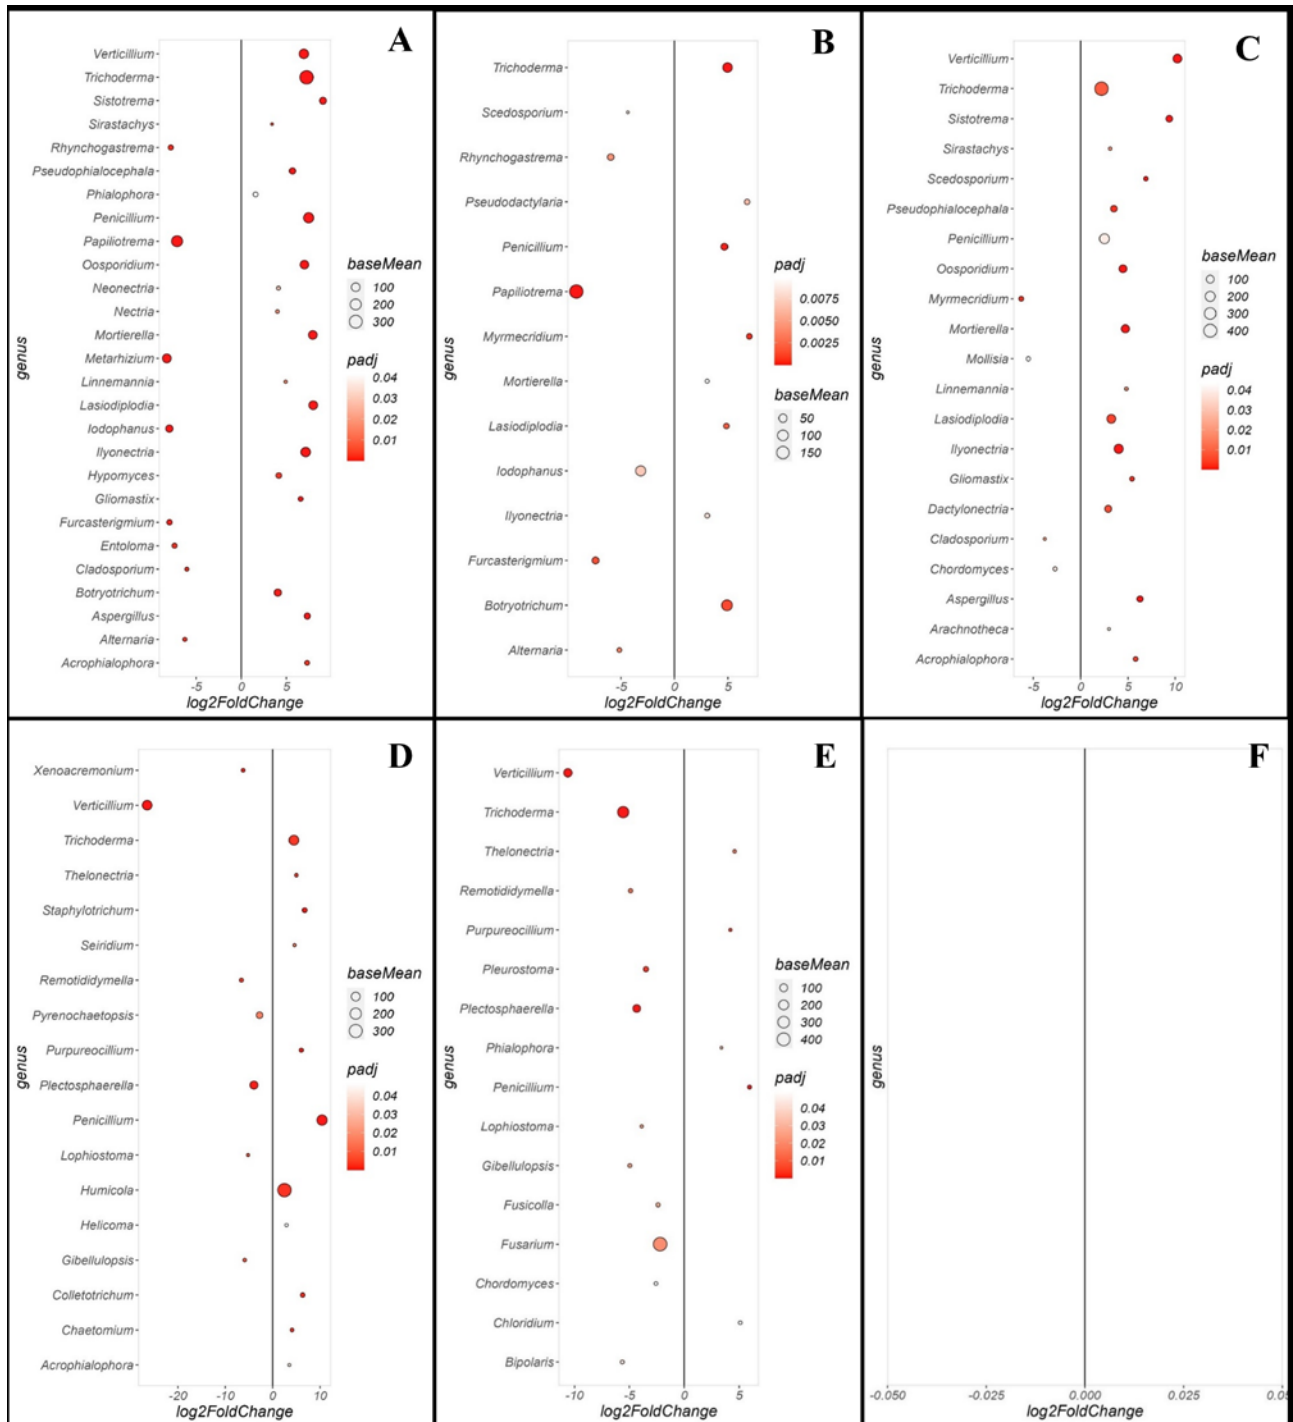 A
Verticillium
Trichoderma
Sistotrema
Sirastachys
Rhynchogastrema
Pseudophialocephala
Phialophora
Penicillium
Papiliotrema
Oosporidium
Neonectria
Nectria
Mortierella
Metarhizium
Linnemannia
Lasiodiplodia
Iodophanus
Ilyonectria
Hypomyces
Gliomastix
Furcasterigmium
Entoloma
Cladosporium
Botryotrichum
Aspergillus
Alternaria
Acrophialophora
genus
-5 0 5
log2FoldChange
baseMean
100
200
300
padj
0.04
0.03
0.02
0.01
B
Trichoderma
Scedosporium
Rhynchogastrema
Pseudodactylaria
Penicillium
Papiliotrema
Myrmecridium
Mortierella
Lasiodiplodia
Iodophanus
Ilyonectria
Furcasterigmium
Botryotrichum
Alternaria
genus
-5 0 5
log2FoldChange
padj
0.0075
0.0050
0.0025
baseMean
50
100
150
C
Verticillium
Trichoderma
Sistotrema
Sirastachys
Scedosporium
Pseudophialocephala
Penicillium
Oosporidium
Myrmecridium
Mortierella
Mollisia
Linnemannia
Lasiodiplodia
Ilyonectria
Gliomastix
Dactylonectria
Cladosporium
Chordomyces
Aspergillus
Arachnotheca
Acrophialophora
genus
-5 0 5 10
log2FoldChange
baseMean
100
200
300
400
padj
0.04
0.03
0.02
0.01
D
Xenoacremonium
Verticillium
Trichoderma
Thelonectria
Staphylotrichum
Seiridium
Remotididymella
Pyrenochaetopsis
Purpureocillium
Plectosphaerella
Penicillium
Lophiostoma
Humicola
Helicoma
Gibellulopsis
Colletotrichum
Chaetomium
Acrophialophora
genus
-20 -10 0 10
log2FoldChange
baseMean
100
200
300
padj
0.04
0.03
0.02
0.01
E
Verticillium
Trichoderma
Thelonectria
Remotididymella
Purpureocillium
Pleurostoma
Plectosphaerella
Phialophora
Penicillium
Lophiostoma
Gibellulopsis
Fusicolla
Fusarium
Chordomyces
Chloridium
Bipolaris
genus
-10 -5 0 5
log2FoldChange
baseMean
100
200
300
400
padj
0.04
0.03
0.02
0.01
F
genus
-0.050 -0.025 0.000 0.025 0.05
log2FoldChange